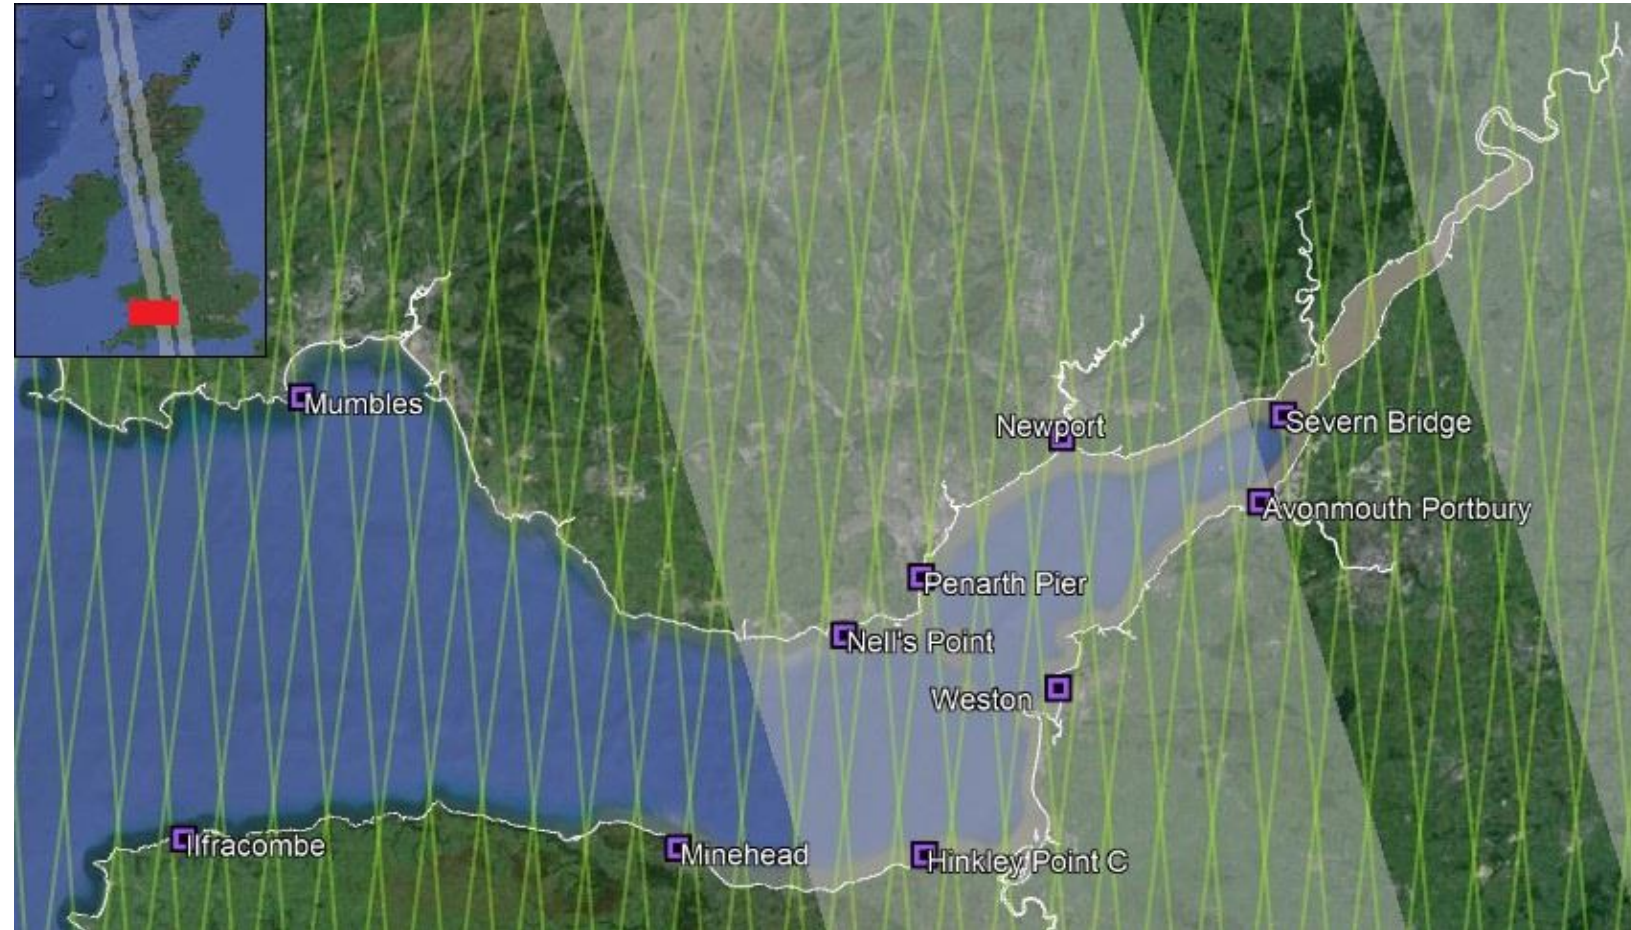 Mumbles
Newport
Severn Bridge
Avonmouth Portbury
Penarth Pier
Nell's Point
Weston
Ilfracombe
Minehead
Hinkley Point C